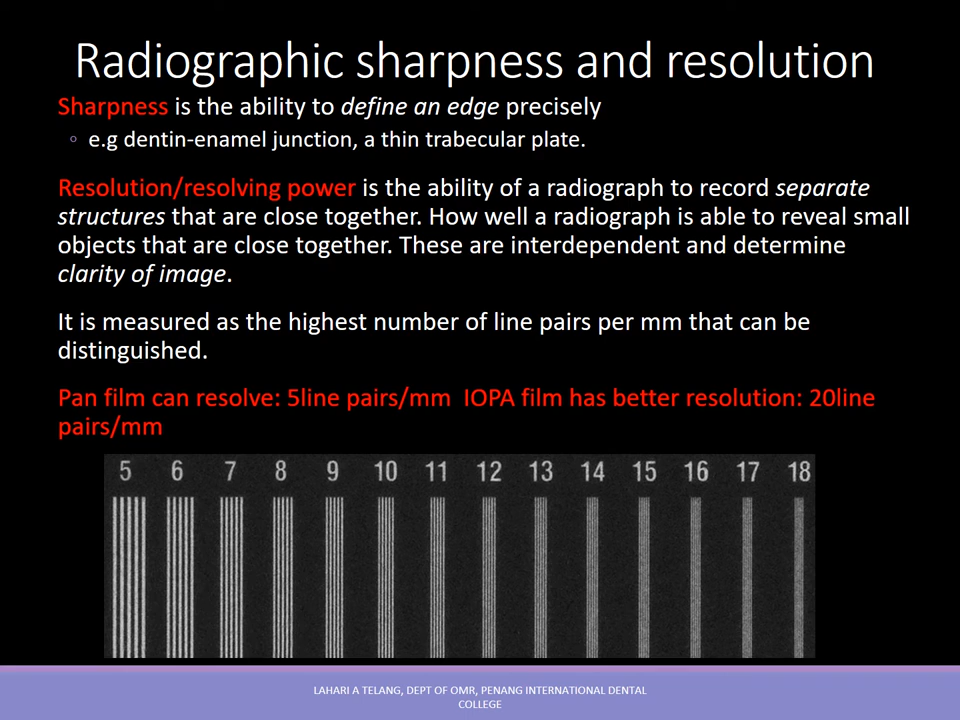 Radiographic sharpness and resolution
Sharpness is the ability to define an edge precisely
◦ e.g dentin-enamel junction, a thin trabecular plate.
Resolution/resolving power is the ability of a radiograph to record separate
structures that are close together. How well a radiograph is able to reveal small
objects that are close together. These are interdependent and determine
clarity of image.
It is measured as the highest number of line pairs per mm that can be
distinguished.
Pan film can resolve: 5line pairs/mm  IOPA film has better resolution: 20line
pairs/mm
5 6 7 8 9 10 11 12 13 14 15 16 17 18
LAHARI A TELANG, DEPT OF OMR, PENANG INTERNATIONAL DENTAL
COLLEGE